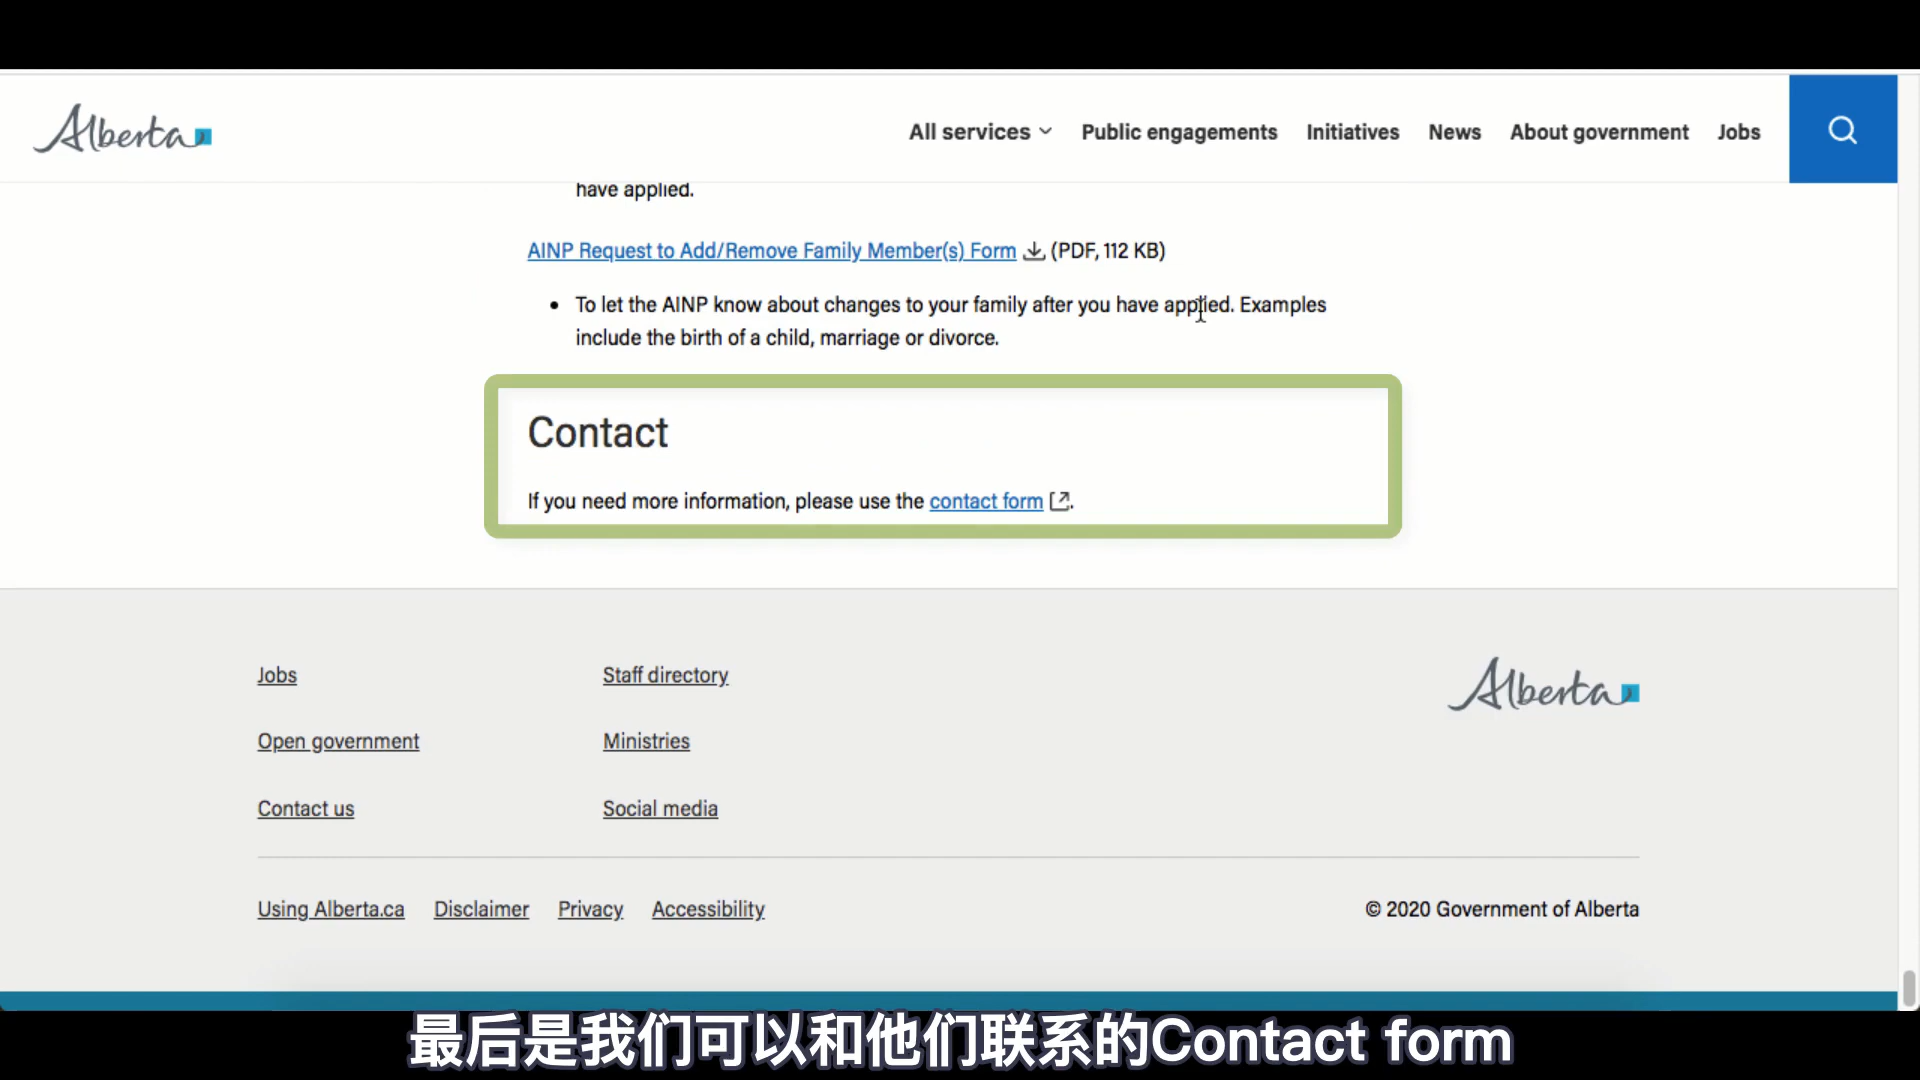 Alberta
All services Public engagements Initiatives News About government Jobs
have applied.
AINP Request to Add/Remove Family Member(s) Form (PDF, 112 KB)
• To let the AINP know about changes to your family after you have applied. Examples
include the birth of a child, marriage or divorce.
Contact
If you need more information, please use the contact form.
Jobs
Staff directory
Alberta
Open government
Ministries
Contact us
Social media
Using Alberta.ca Disclaimer Privacy Accessibility
© 2020 Government of Alberta
最后是我们可以和他们联系的Contact form